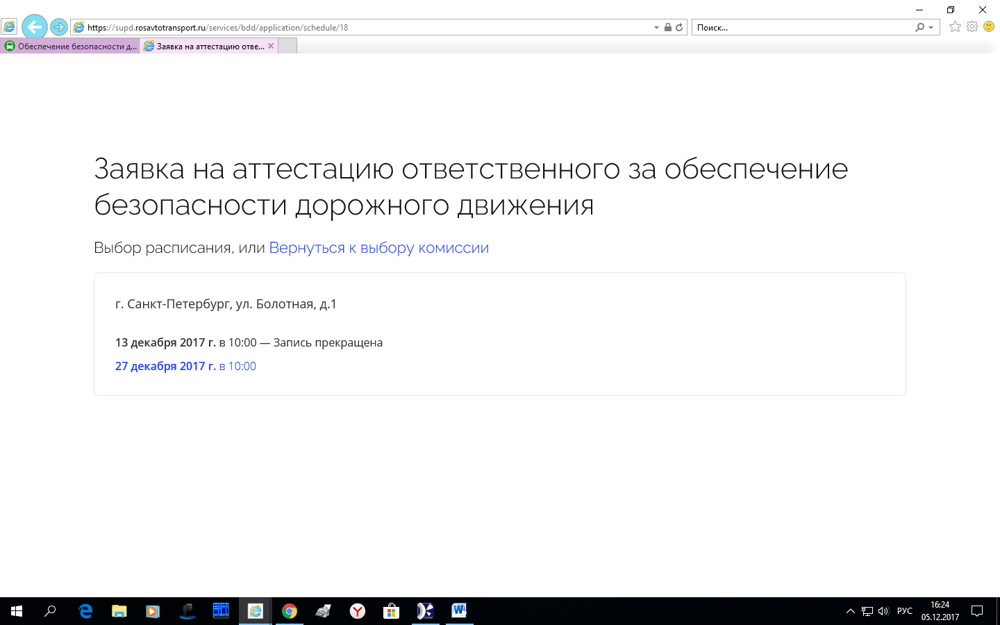 https://supd.rosavtotransport.ru/services/bdd/application/schedule/18
Поиск...
Обеспечение безопасности д...
Заявка на аттестацию отве...
Заявка на аттестацию ответственного за обеспечение
безопасности дорожного движения
Выбор расписания, или Вернуться к выбору комиссии
г. Санкт-Петербург, ул. Болотная, д.1
13 декабря 2017 г. в 10:00 — Запись прекращена
27 декабря 2017 г. в 10:00
РУС
16:24
05.12.2017